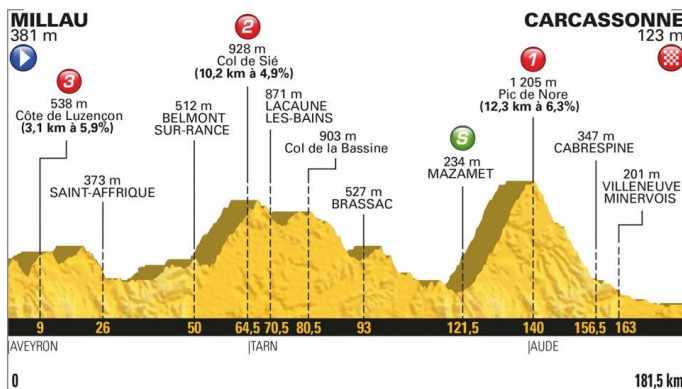 MILLAU
381 m
CARCASSONNE
123 m
3
538 m
Côte de Luzençon
(3,1 km à 5,9%)
373 m
SAINT-AFFRIQUE
512 m
BELMONT
SUR-RANCE
2
928 m
Col de Sié
(10,2 km à 4,9%)
871 m
LACAUNE
LES-BAINS
903 m
Col de la Bassine
527 m
BRASSAC
S
234 m
MAZAMET
1
1 205 m
Pic de Nore
(12,3 km à 6,3%)
347 m
CABRESPINE
201 m
VILLENEUVE
MINERVOIS
9 26 50 64,5 70,5 80,5 93 121,5 140 156,5 163
AVEYRON TARN AUDE
0 181,5 km